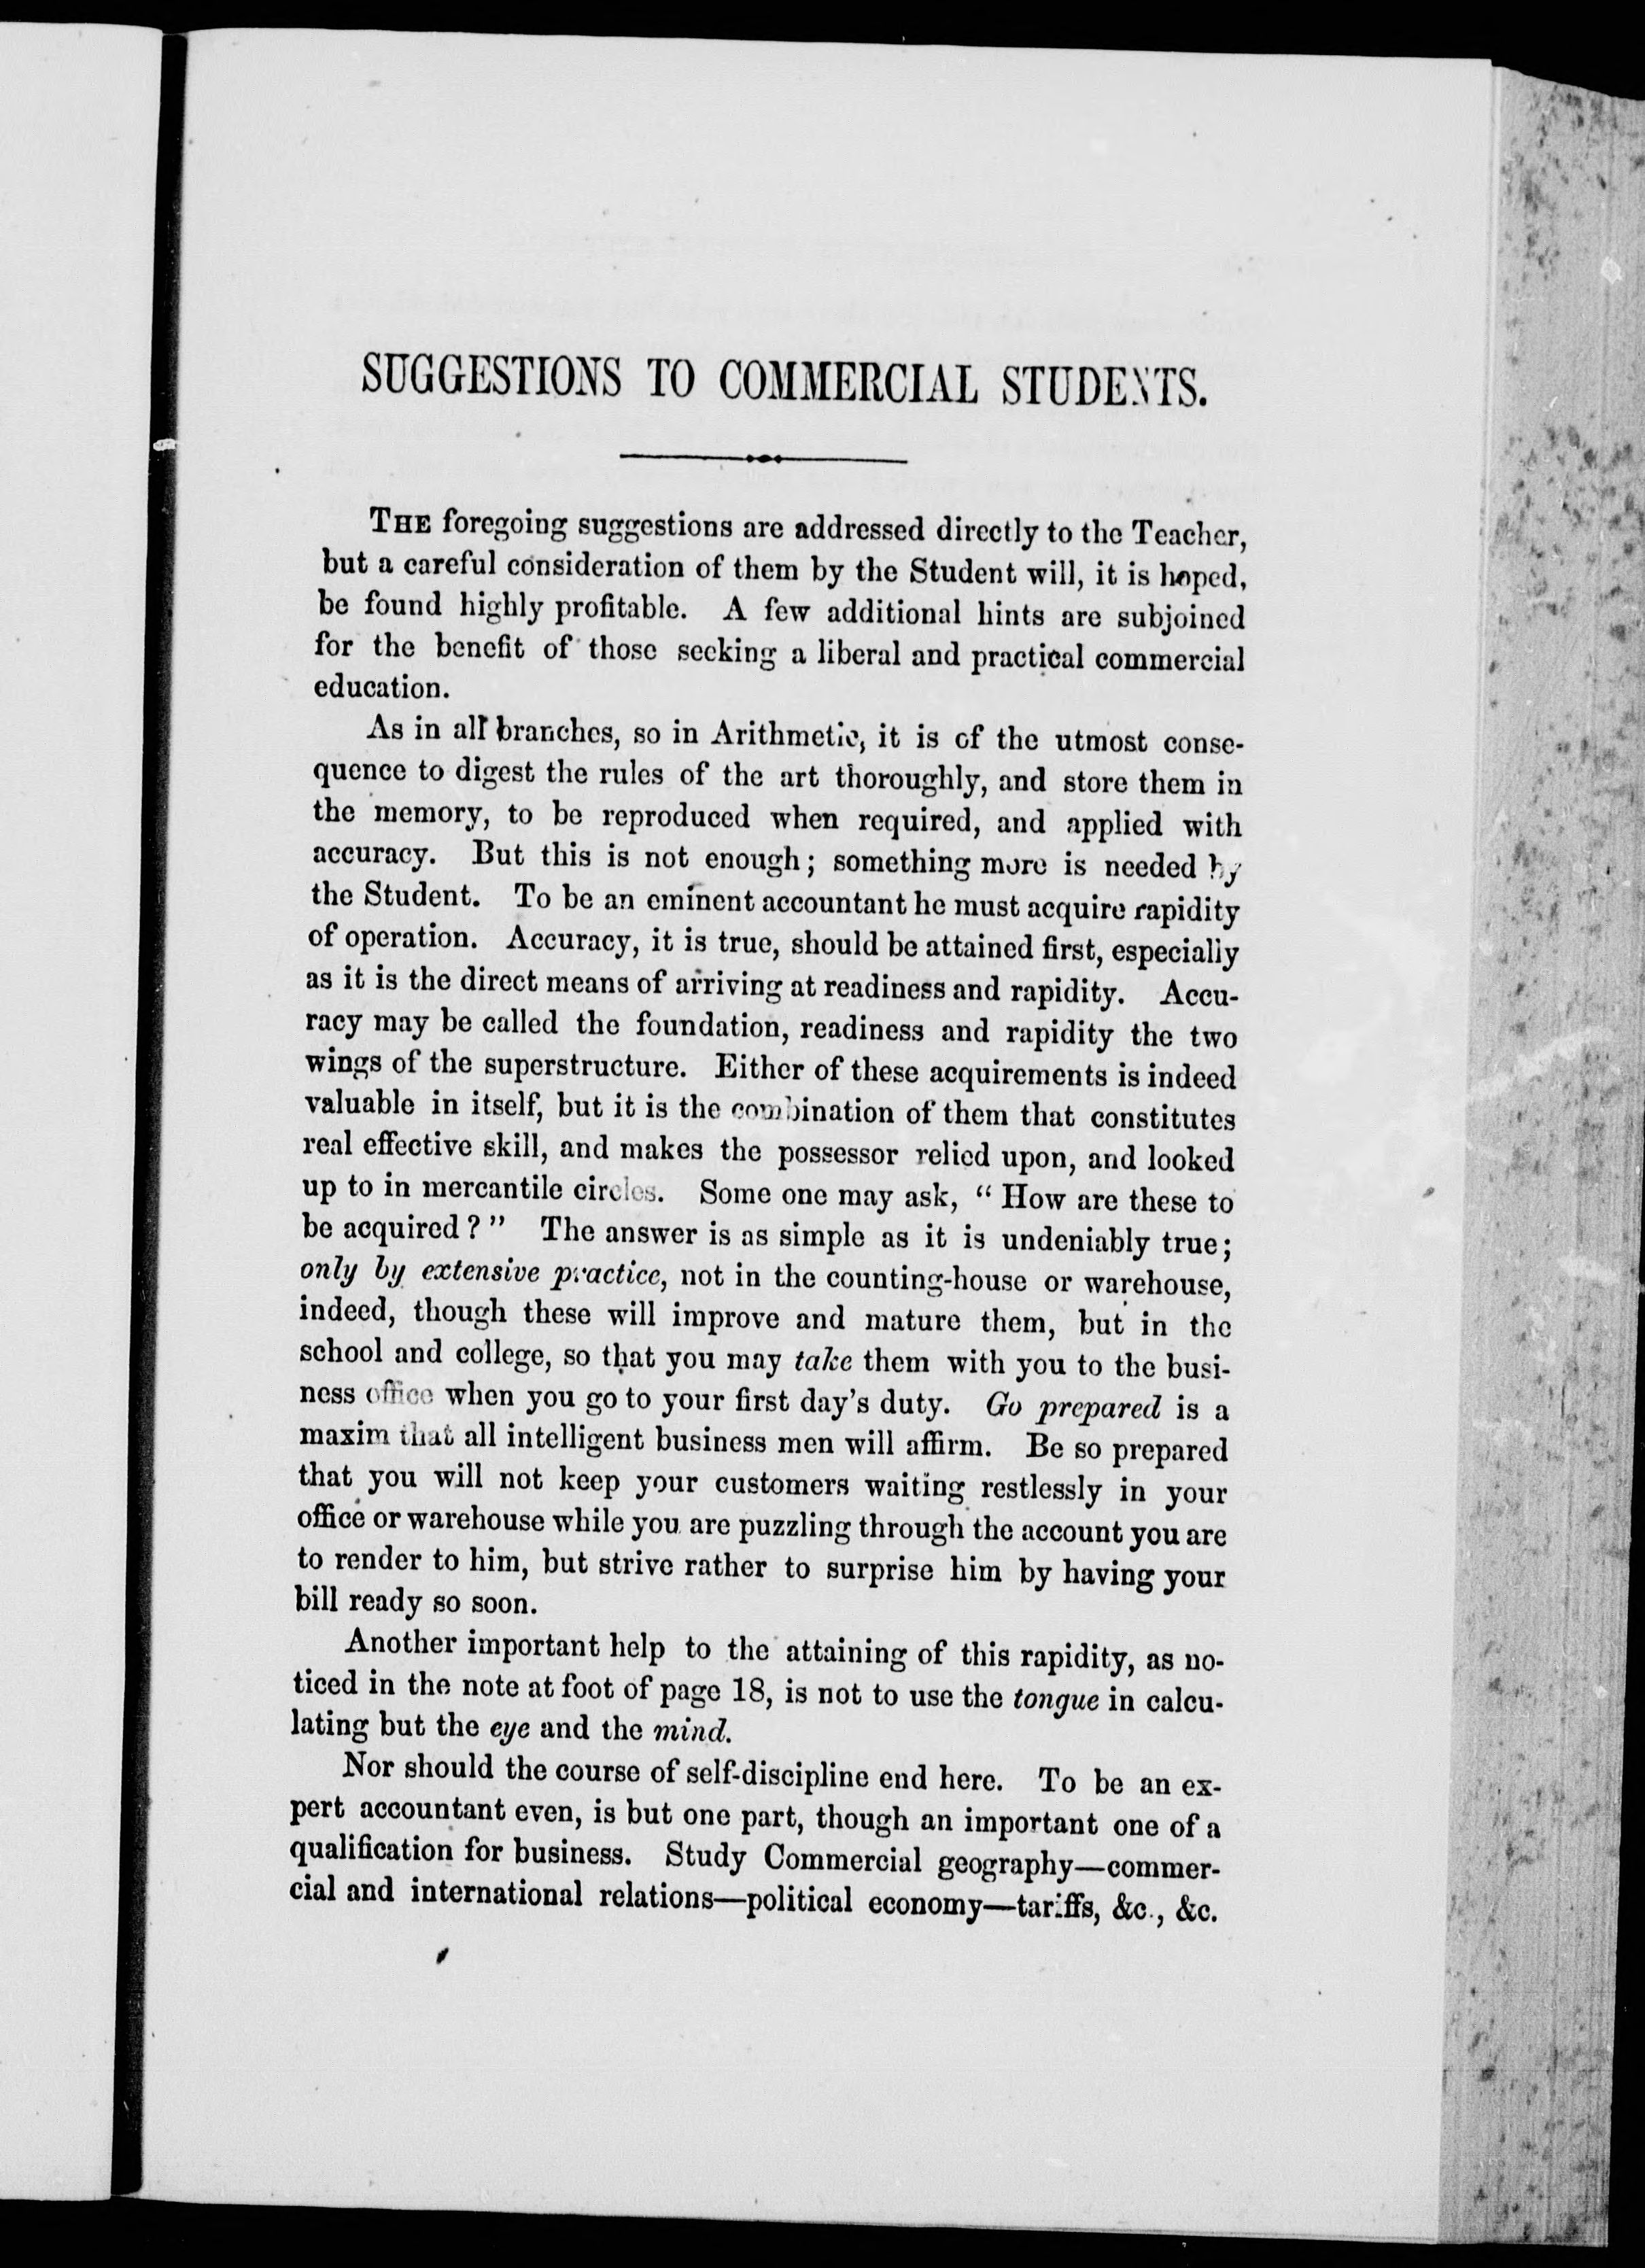 SUGGESTIONS TO COMMERCIAL STUDENTS.
THE foregoing suggestions are addressed directly to the Teacher,
but a careful consideration of them by the Student will, it is hoped,
be found highly profitable. A few additional hints are subjoined
for the benefit of those seeking a liberal and practical commercial
education.
As in all branches, so in Arithmetic, it is of the utmost conse-
quence to digest the rules of the art thoroughly, and store them in
the memory, to be reproduced when required, and applied with
accuracy. But this is not enough; something more is needed by
the Student. To be an eminent accountant he must acquire rapidity
of operation. Accuracy, it is true, should be attained first, especially
as it is the direct means of arriving at readiness and rapidity. Accu-
racy may be called the foundation, readiness and rapidity the two
wings of the superstructure. Either of these acquirements is indeed
valuable in itself, but it is the combination of them that constitutes
real effective skill, and makes the possessor relied upon, and looked
up to in mercantile circles. Some one may ask, "How are these to
be acquired?" The answer is as simple as it is undeniably true;
only by extensive practice, not in the counting-house or warehouse,
indeed, though these will improve and mature them, but in the
school and college, so that you may take them with you to the busi-
ness office when you go to your first day's duty. Go prepared is a
maxim that all intelligent business men will affirm. Be so prepared
that you will not keep your customers waiting restlessly in your
office or warehouse while you are puzzling through the account you are
to render to him, but strive rather to surprise him by having your
bill ready so soon.
Another important help to the attaining of this rapidity, as no-
ticed in the note at foot of page 18, is not to use the tongue in calcu-
lating but the eye and the mind.
Nor should the course of self-discipline end here. To be an ex-
pert accountant even, is but one part, though an important one of a
qualification for business. Study Commercial geography—commer-
cial and international relations—political economy—tariffs, &c., &c.